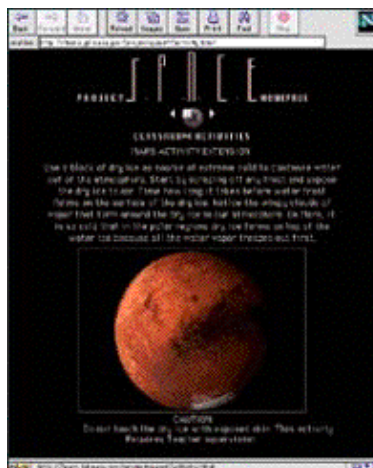 Back Forward Home Reload Images Open Print Find Stop
N
PROJECT S.P.A.C.E HOMEPAGE
CLASSROOM ACTIVITIES
MARS ACTIVITY EXTENSION
Use a block of dry ice as source of extreme cold to condense water
out of the atmosphere. Start by scraping off any frost and expose
the dry ice to air. Time how long it takes before water frost
forms on the surface of the dry ice. Notice the wispy clouds of
vapor that form around the dry ice in our atmosphere. On Mars, it
is so cold that in the polar regions dry ice forms on top of the
water ice because all the water vapor freezes out first.
CAUTION
Do not touch the dry ice with exposed skin. This activity
Requires Teacher supervision.